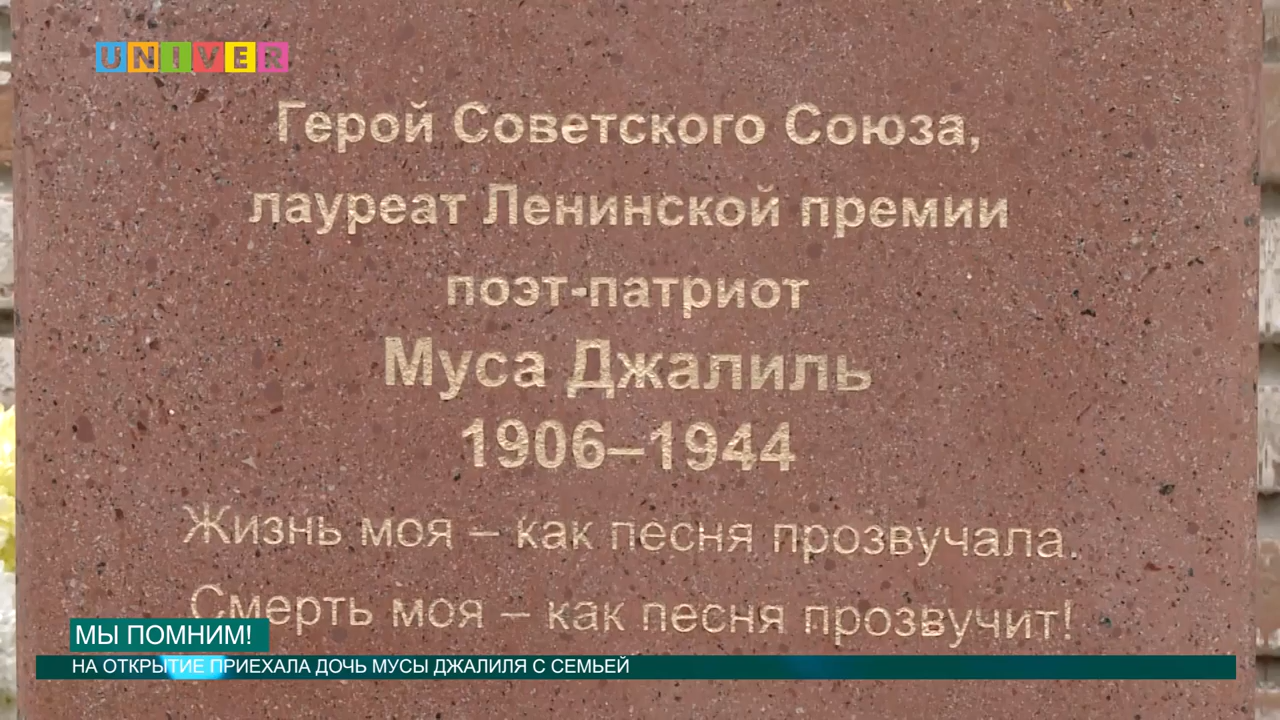 UNIVER
Герой Советского Союза,
лауреат Ленинской премии
поэт-патриот
Муса Джалиль
1906–1944
Жизнь моя – как песня прозвучала.
Смерть моя – как песня прозвучит!
МЫ ПОМНИМ!
НА ОТКРЫТИЕ ПРИЕХАЛА ДОЧЬ МУСЫ ДЖАЛИЛЯ С СЕМЬЕЙ